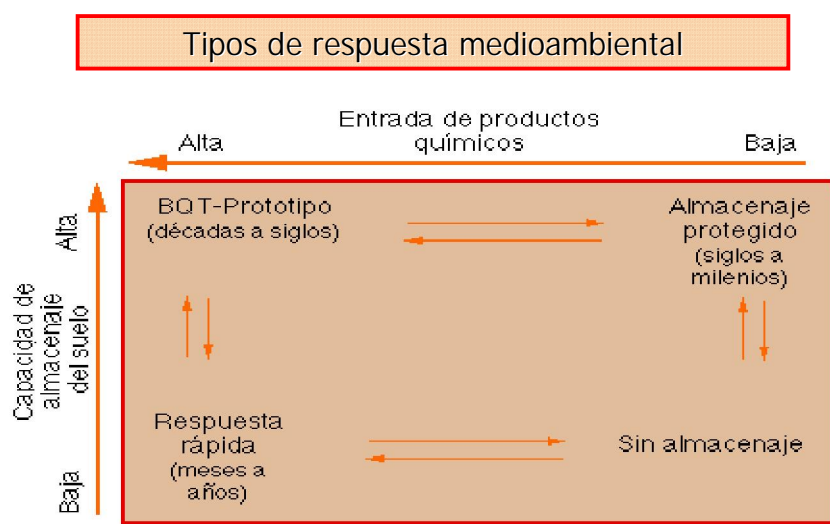 Tipos de respuesta medioambiental
Entrada de productos
químicos
Alta
Baja
Alta
Capacidad de
almacenaje
del suelo
Baja
BQT-Prototipo
(décadas a siglos)
Almacenaje
protegido
(siglos a
milenios)
Respuesta
rápida
(meses a
años)
Sin almacenaje